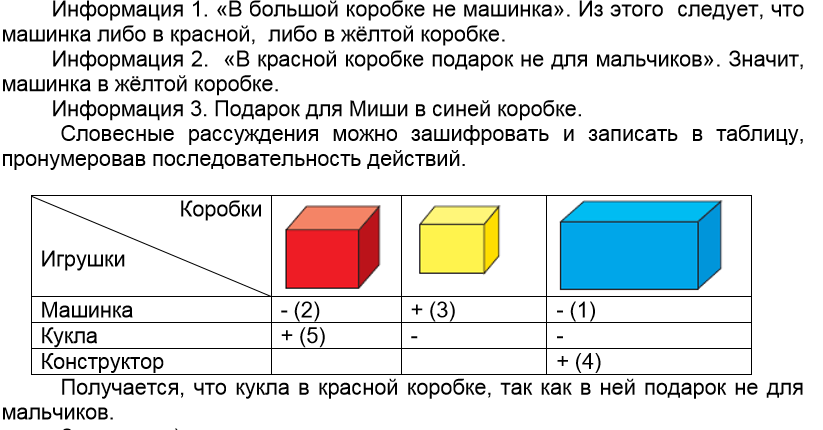 Информация 1. «В большой коробке не машинка». Из этого следует, что
машинка либо в красной, либо в жёлтой коробке.
Информация 2. «В красной коробке подарок не для мальчиков». Значит,
машинка в жёлтой коробке.
Информация 3. Подарок для Миши в синей коробке.
Словесные рассуждения можно зашифровать и записать в таблицу,
пронумеровав последовательность действий.
Коробки
Игрушки
Машинка - (2) + (3) - (1)
Кукла + (5) - -
Конструктор + (4)
Получается, что кукла в красной коробке, так как в ней подарок не для
мальчиков.